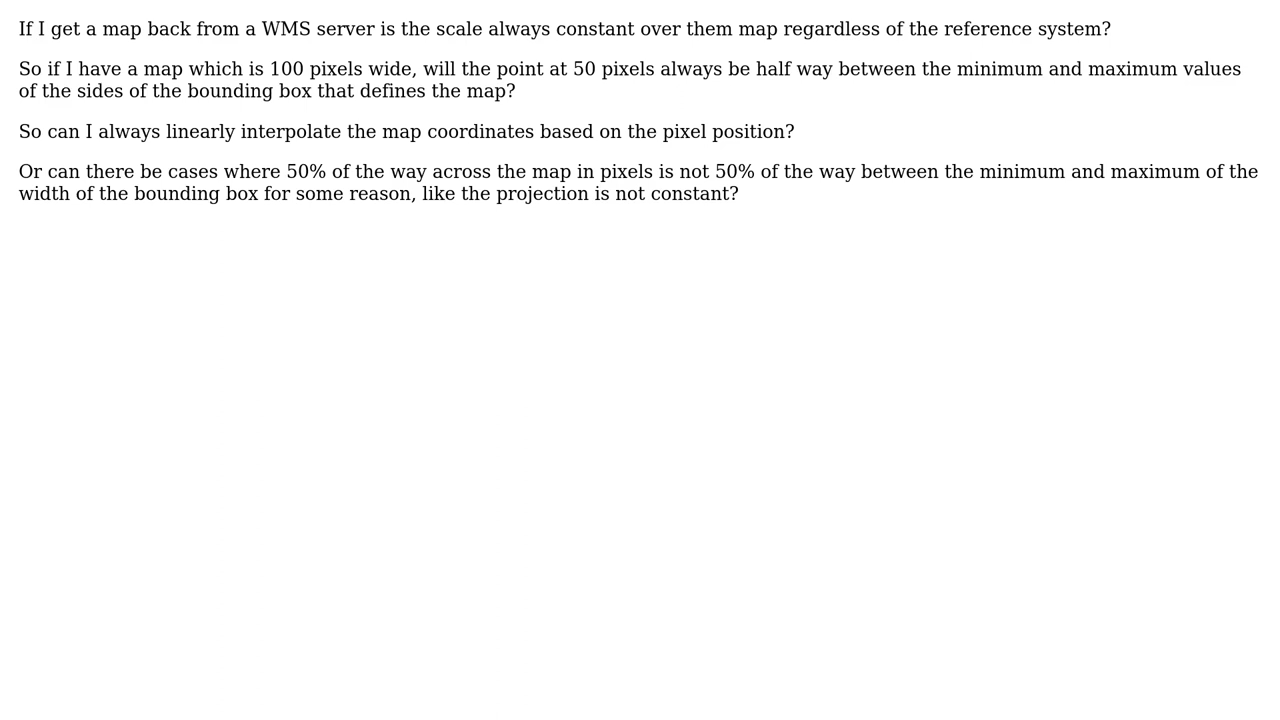 If I get a map back from a WMS server is the scale always constant over them map regardless of the reference system?
So if I have a map which is 100 pixels wide, will the point at 50 pixels always be half way between the minimum and maximum values
of the sides of the bounding box that defines the map?
So can I always linearly interpolate the map coordinates based on the pixel position?
Or can there be cases where 50% of the way across the map in pixels is not 50% of the way between the minimum and maximum of the
width of the bounding box for some reason, like the projection is not constant?